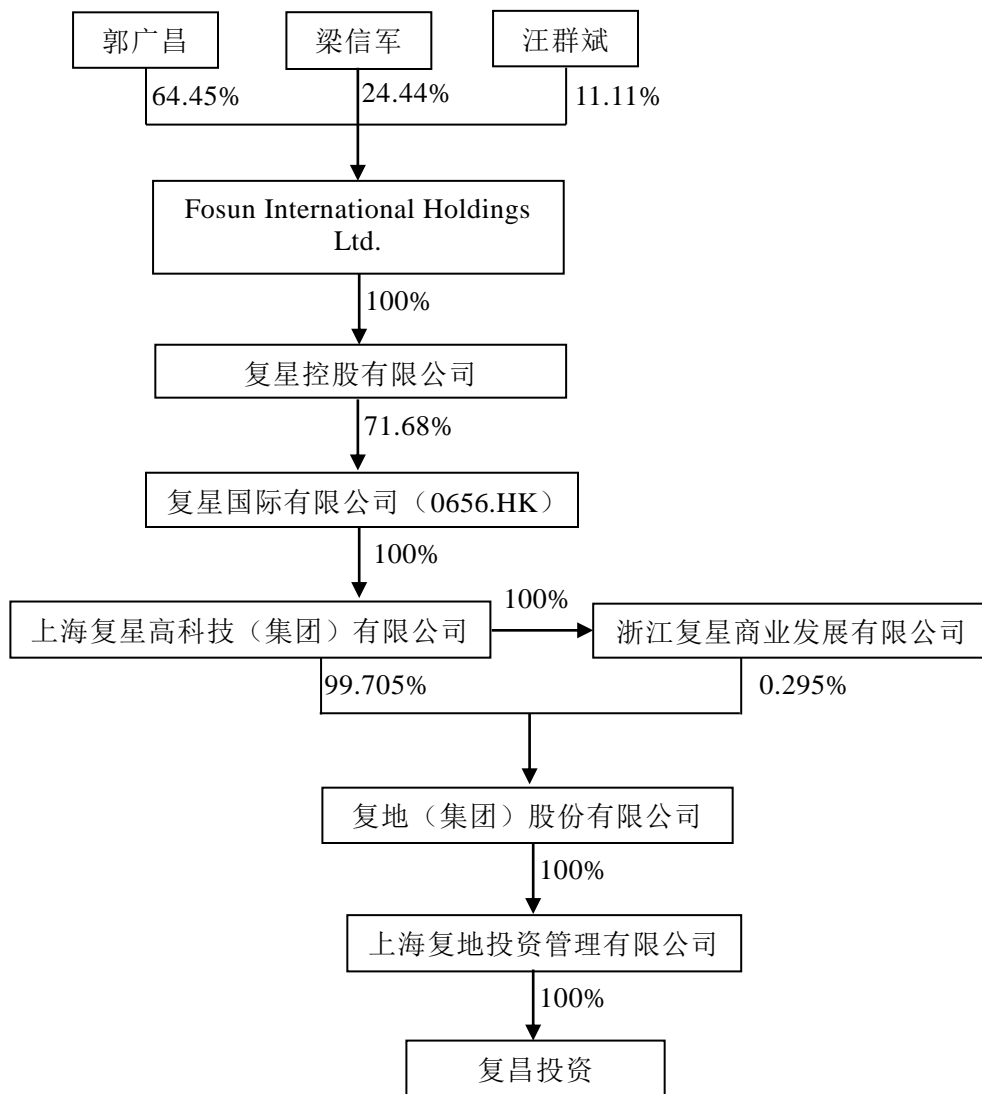 郭广昌
梁信军
汪群斌
64.45%
24.44%
11.11%
Fosun International Holdings
Ltd.
100%
复星控股有限公司
71.68%
复星国际有限公司（0656.HK）
100%
上海复星高科技（集团）有限公司
100%
浙江复星商业发展有限公司
99.705%
0.295%
复地（集团）股份有限公司
100%
上海复地投资管理有限公司
100%
复昌投资